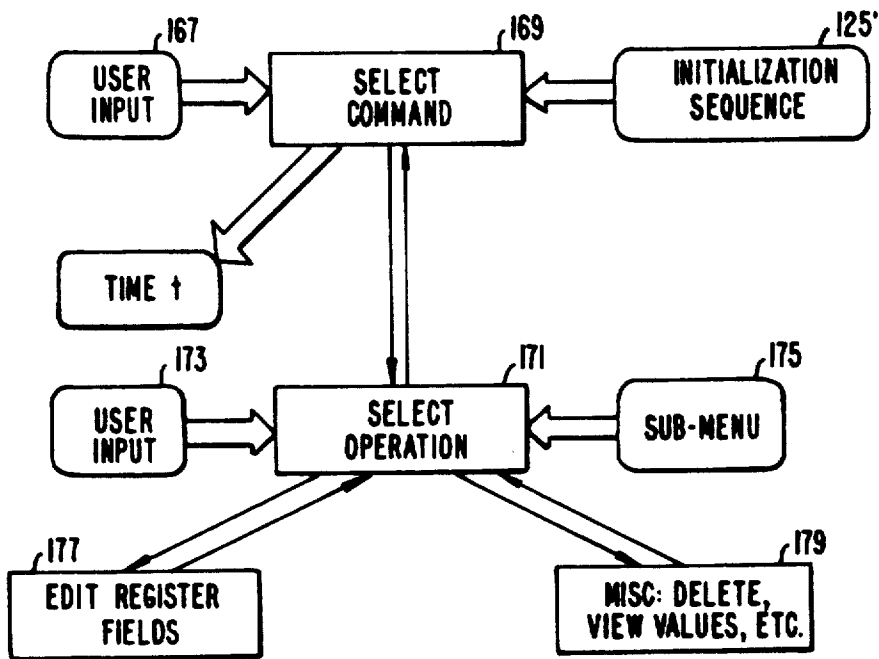 167
USER
INPUT
169
SELECT
COMMAND
125'
INITIALIZATION
SEQUENCE
TIME t
173
USER
INPUT
171
SELECT
OPERATION
175
SUB-MENU
177
EDIT REGISTER
FIELDS
179
MISC: DELETE,
VIEW VALUES, ETC.